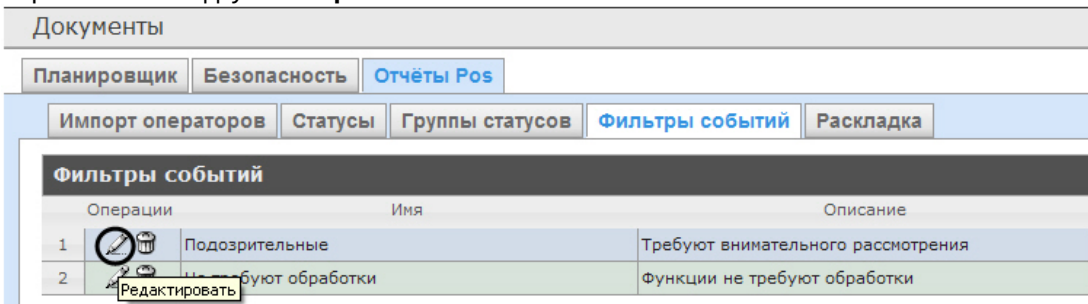 Документы
Планировщик Безопасность Отчёты Pos
Импорт операторов Статусы Группы статусов Фильтры событий Раскладка
Фильтры событий
Операции Имя Описание
1 Подозрительные Требуют внимательного рассмотрения
2 требуют обработки Функции не требуют обработки
Редактировать